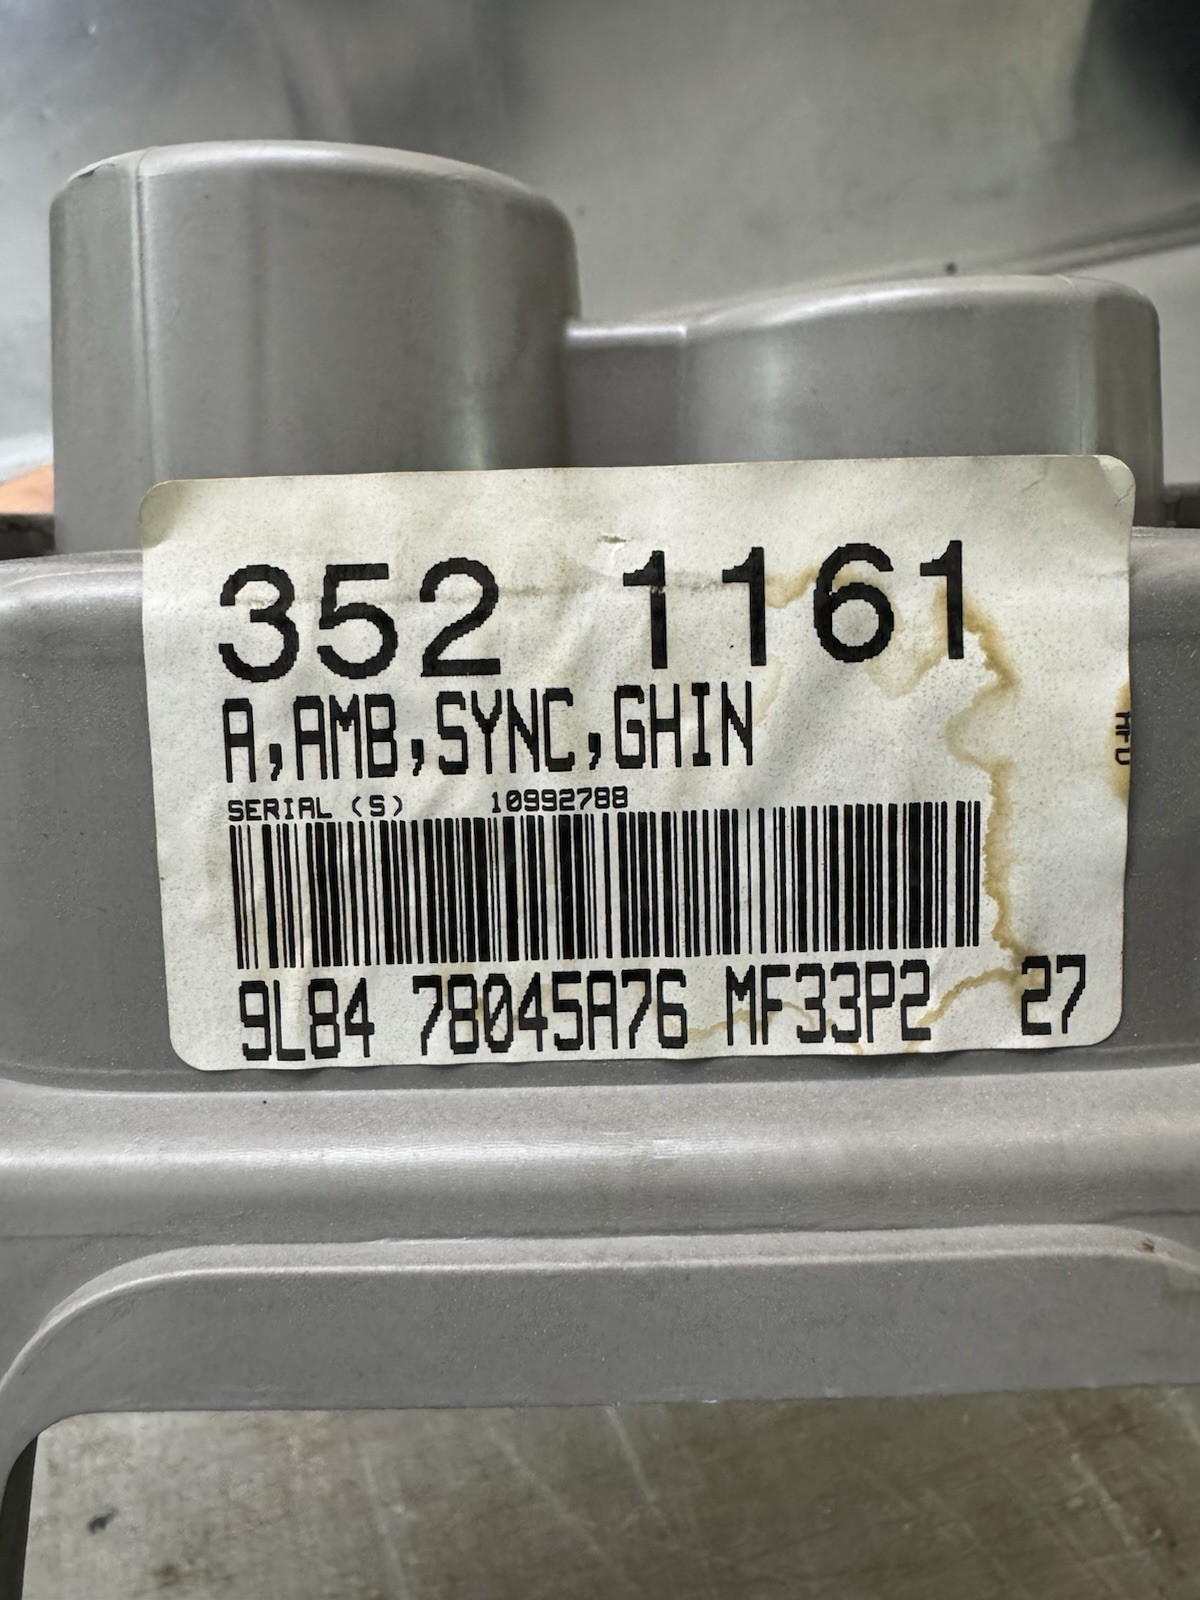 352 1161
A,AMB,SYNC,GHIN
SERIAL (S) 10992788
9L84 78045A76 MF33P2 27